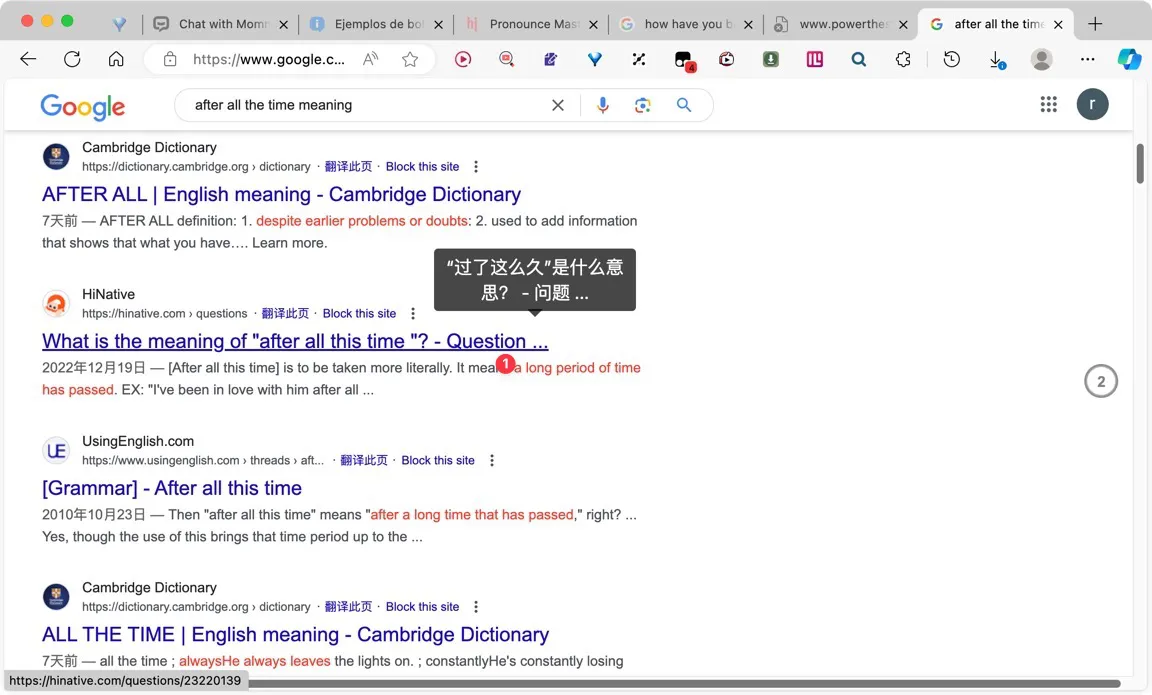 Chat with Mom
Ejemplos de bo
Pronounce Mas
how have you b
www.powerthes
after all the time
https://www.google.c...
4
Google
after all the time meaning
r
Cambridge Dictionary
https://dictionary.cambridge.org › dictionary · 翻译此页 · Block this site
AFTER ALL | English meaning - Cambridge Dictionary
7天前 — AFTER ALL definition: 1. despite earlier problems or doubts: 2. used to add information
that shows that what you have…. Learn more.
“过了这么久”是什么意
思？ - 问题 ...
HiNative
https://hinative.com › questions · 翻译此页 · Block this site
What is the meaning of "after all this time "? - Question ...
1
2022年12月19日 — [After all this time] is to be taken more literally. It mea a long period of time
has passed. EX: "I've been in love with him after all ...
2
UsingEnglish.com
UE
https://www.usingenglish.com › threads › aft... · 翻译此页 · Block this site
[Grammar] - After all this time
2010年10月23日 — Then "after all this time" means "after a long time that has passed," right? ...
Yes, though the use of this brings that time period up to the ...
Cambridge Dictionary
https://dictionary.cambridge.org › dictionary · 翻译此页 · Block this site
ALL THE TIME | English meaning - Cambridge Dictionary
7天前 — all the time ; alwaysHe always leaves the lights on. ; constantlyHe's constantly losing
https://hinative.com/questions/23220139